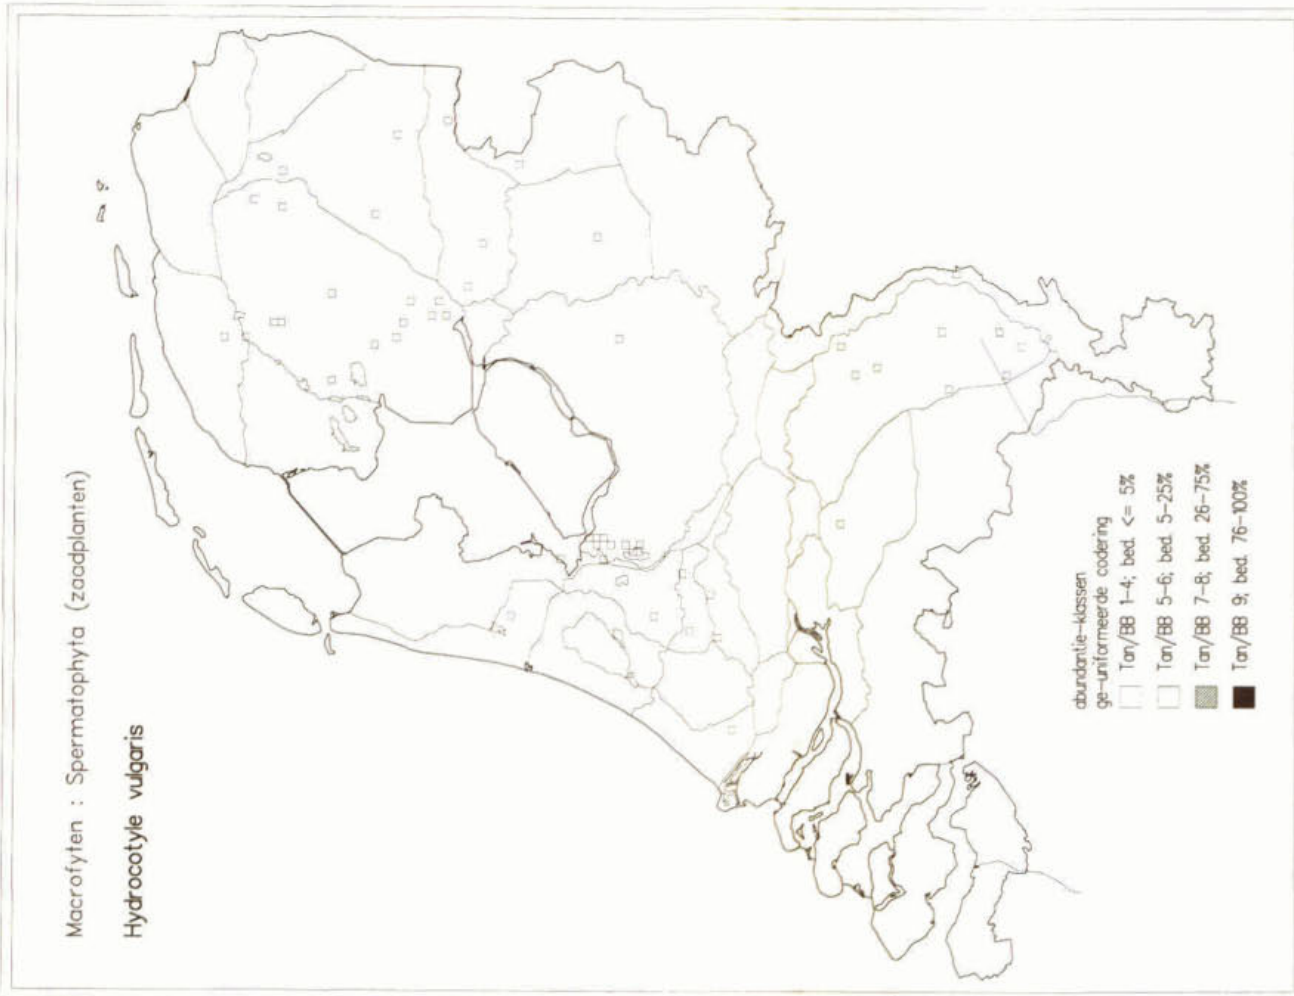 Macrofyten : Spermatophyta (zaadplanten)
Hydrocotyle vulgaris
abundantie-klassen
ge-uniformeerde codering
Tan/BB 1-4; bed. <= 5%
Tan/BB 5-6; bed. 5-25%
Tan/BB 7-8; bed. 26-75%
Tan/BB 9; bed. 76-100%